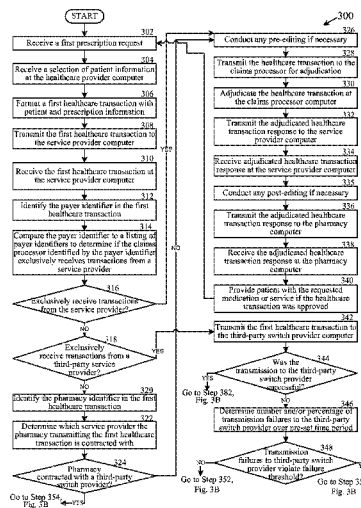 300
START
302
Receive a first prescription request
304
Receive a selection of patient information
at the healthcare provider computer
306
Format a first healthcare transaction with
patient and prescription information
308
Transmit the first healthcare transaction to
the service provider computer
310
Receive the first healthcare transaction at
the service provider computer
312
Identify the payer identifier in the first
healthcare transaction
314
Compare the payer identifier to a listing of
payer identifiers to determine if the claims
processor identified by the payer identifier
exclusively receives transactions from a
service provider
316
Exclusively receive transactions
from the service provider?
YES
NO
318
Exclusively
receive transactions from a
third-party service
provider?
YES
NO
320
Identify the pharmacy identifier in the first
healthcare transaction
322
Determine which service provider the
pharmacy transmitting the first healthcare
transaction is contracted with
324
Pharmacy
contracted with a third-party
switch provider?
NO
Go to Step 354,
Fig. 3B
YES
326
Conduct any pre-editing if necessary
328
Transmit the healthcare transaction to the
claims processor for adjudication
330
Adjudicate the healthcare transaction at
the claims processor computer
332
Transmit the adjudicated healthcare
transaction response to the service
provider computer
334
Receive adjudicated healthcare transaction
response at the service provider computer
335
Conduct any post-editing if necessary
336
Transmit the adjudicated healthcare
transaction response to the pharmacy
computer
338
Receive the adjudicated healthcare
transaction response at the pharmacy
computer
340
Provide patient with the requested
medication or service if the healthcare
transaction was approved
342
Transmit the first healthcare transaction to
the third-party switch provider computer
344
Was the
transmission to the third-party
switch provider
successful?
YES
Go to Step 382,
Fig. 3B
NO
346
Determine number and/or percentage of
transmission failures to the third-party
switch provider over pre-set time period
348
Transmission
failures to third-party switch
provider violate failure
threshold?
NO
Go to Step 352,
Fig. 3B
YES
Go to Step
Fig. 3B